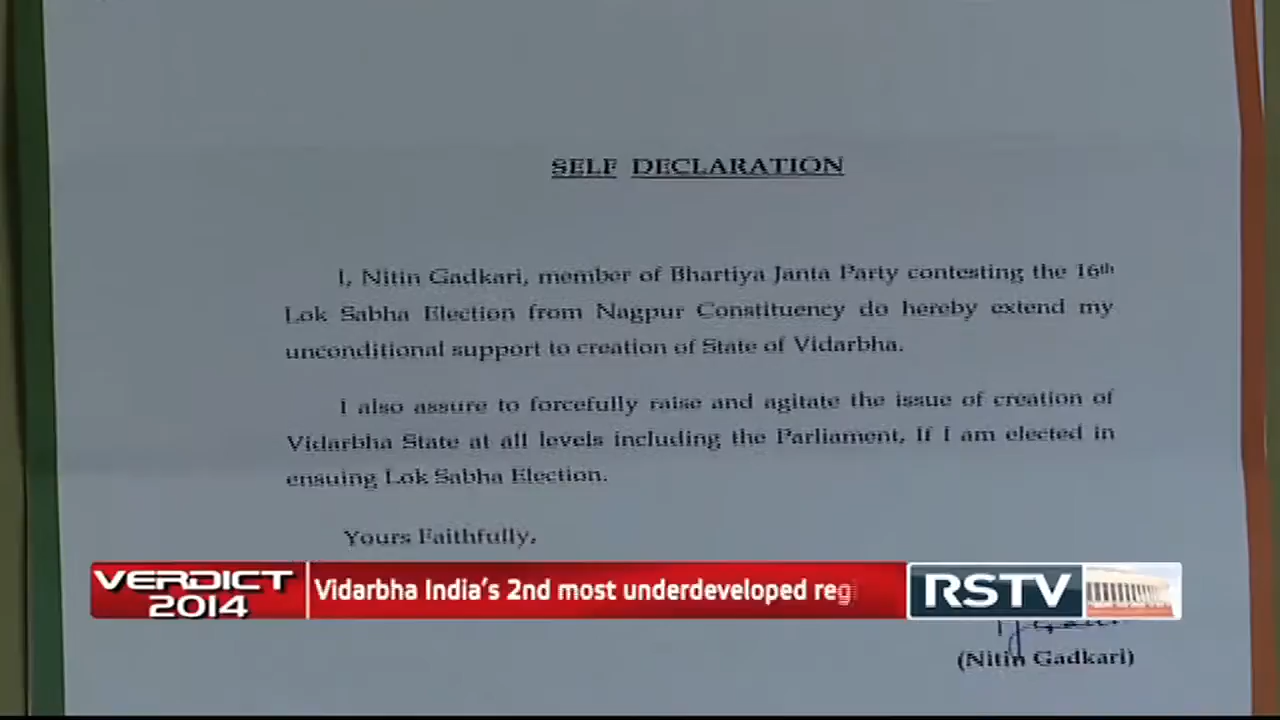 SELF DECLARATION
I, Nitin Gadkari, member of Bhartiya Janta Party contesting the 16th
Lok Sabha Election from Nagpur Constituency do hereby extend my
unconditional support to creation of State of Vidarbha.
I also assure to forcefully raise and agitate the issue of creation of
Vidarbha State at all levels including the Parliament, If I am elected in
ensuing Lok Sabha Election.
Yours Faithfully,
VERDICT
2014
Vidarbha India's 2nd most underdeveloped reg
RSTV
(Nitin Gadkari)